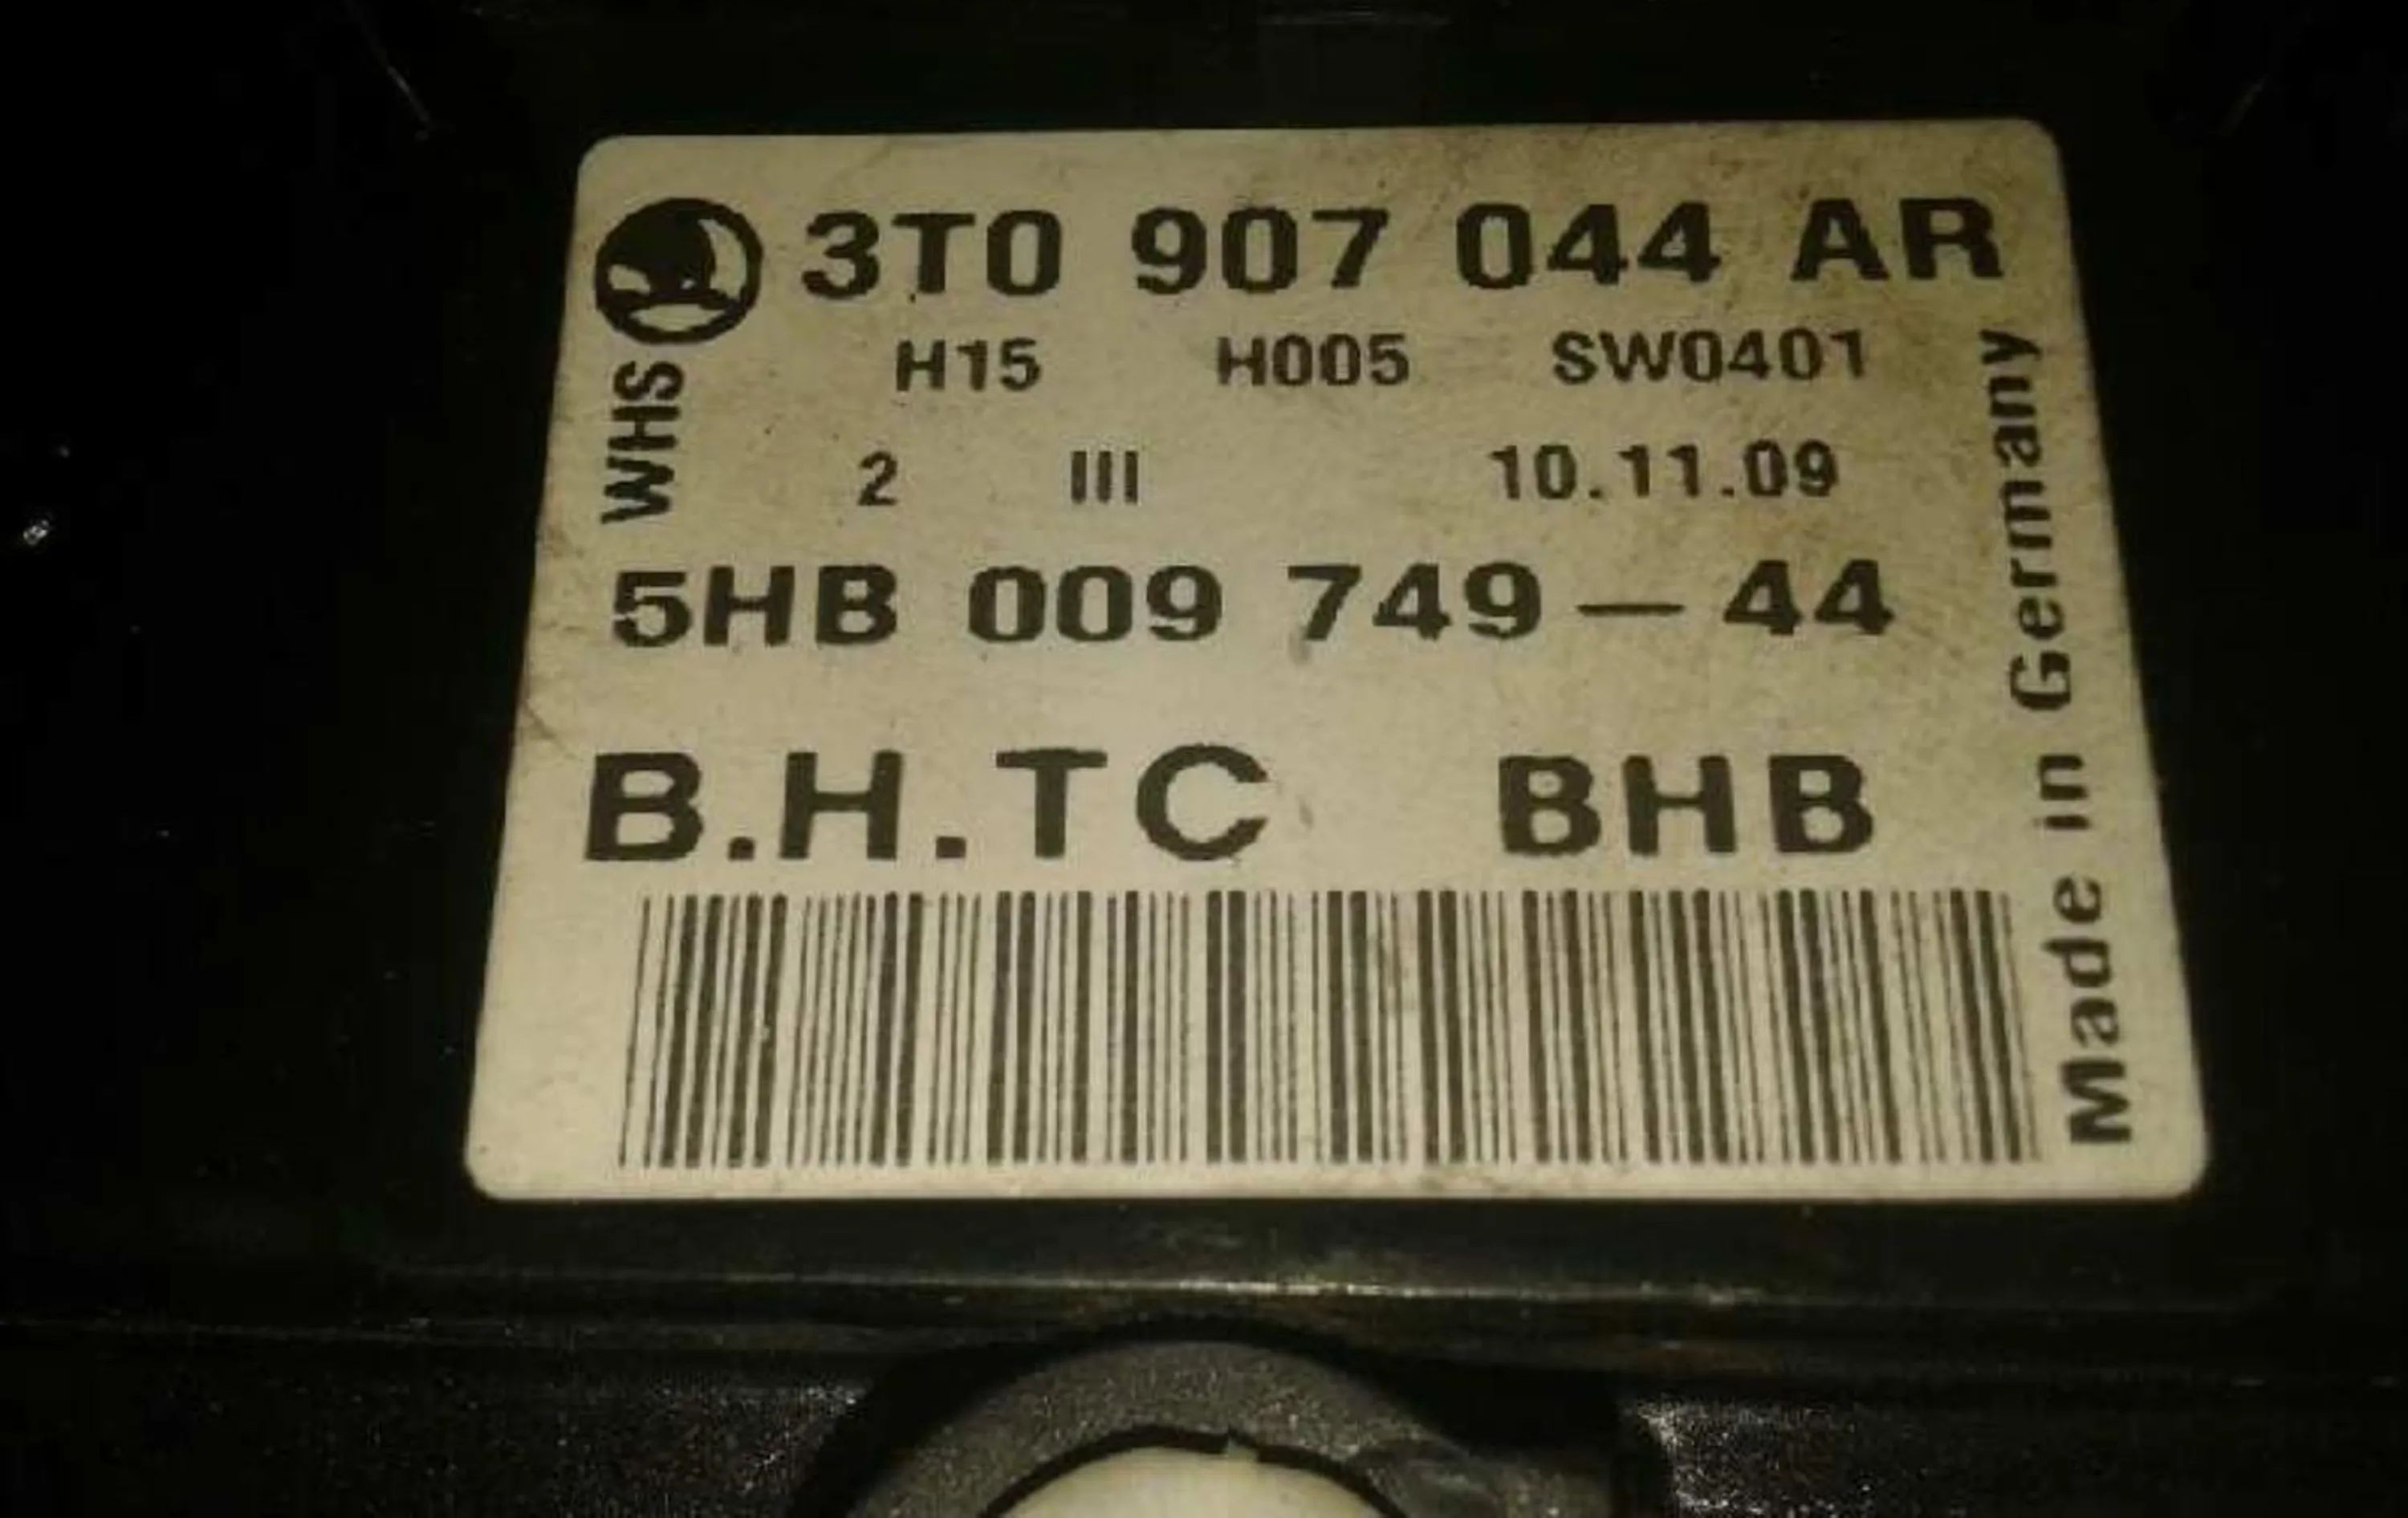 3T0 907 044 AR
H15 H005 SW0401
WHS
2 III 10.11.09
5HB 009 749-44
B.H.TC BHB
Made in Germany